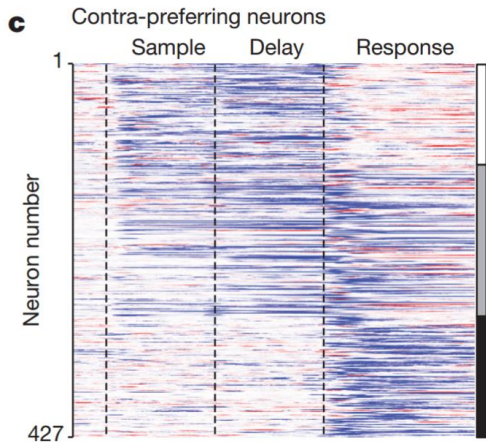 c
Contra-preferring neurons
Sample Delay Response
1
Neuron number
427